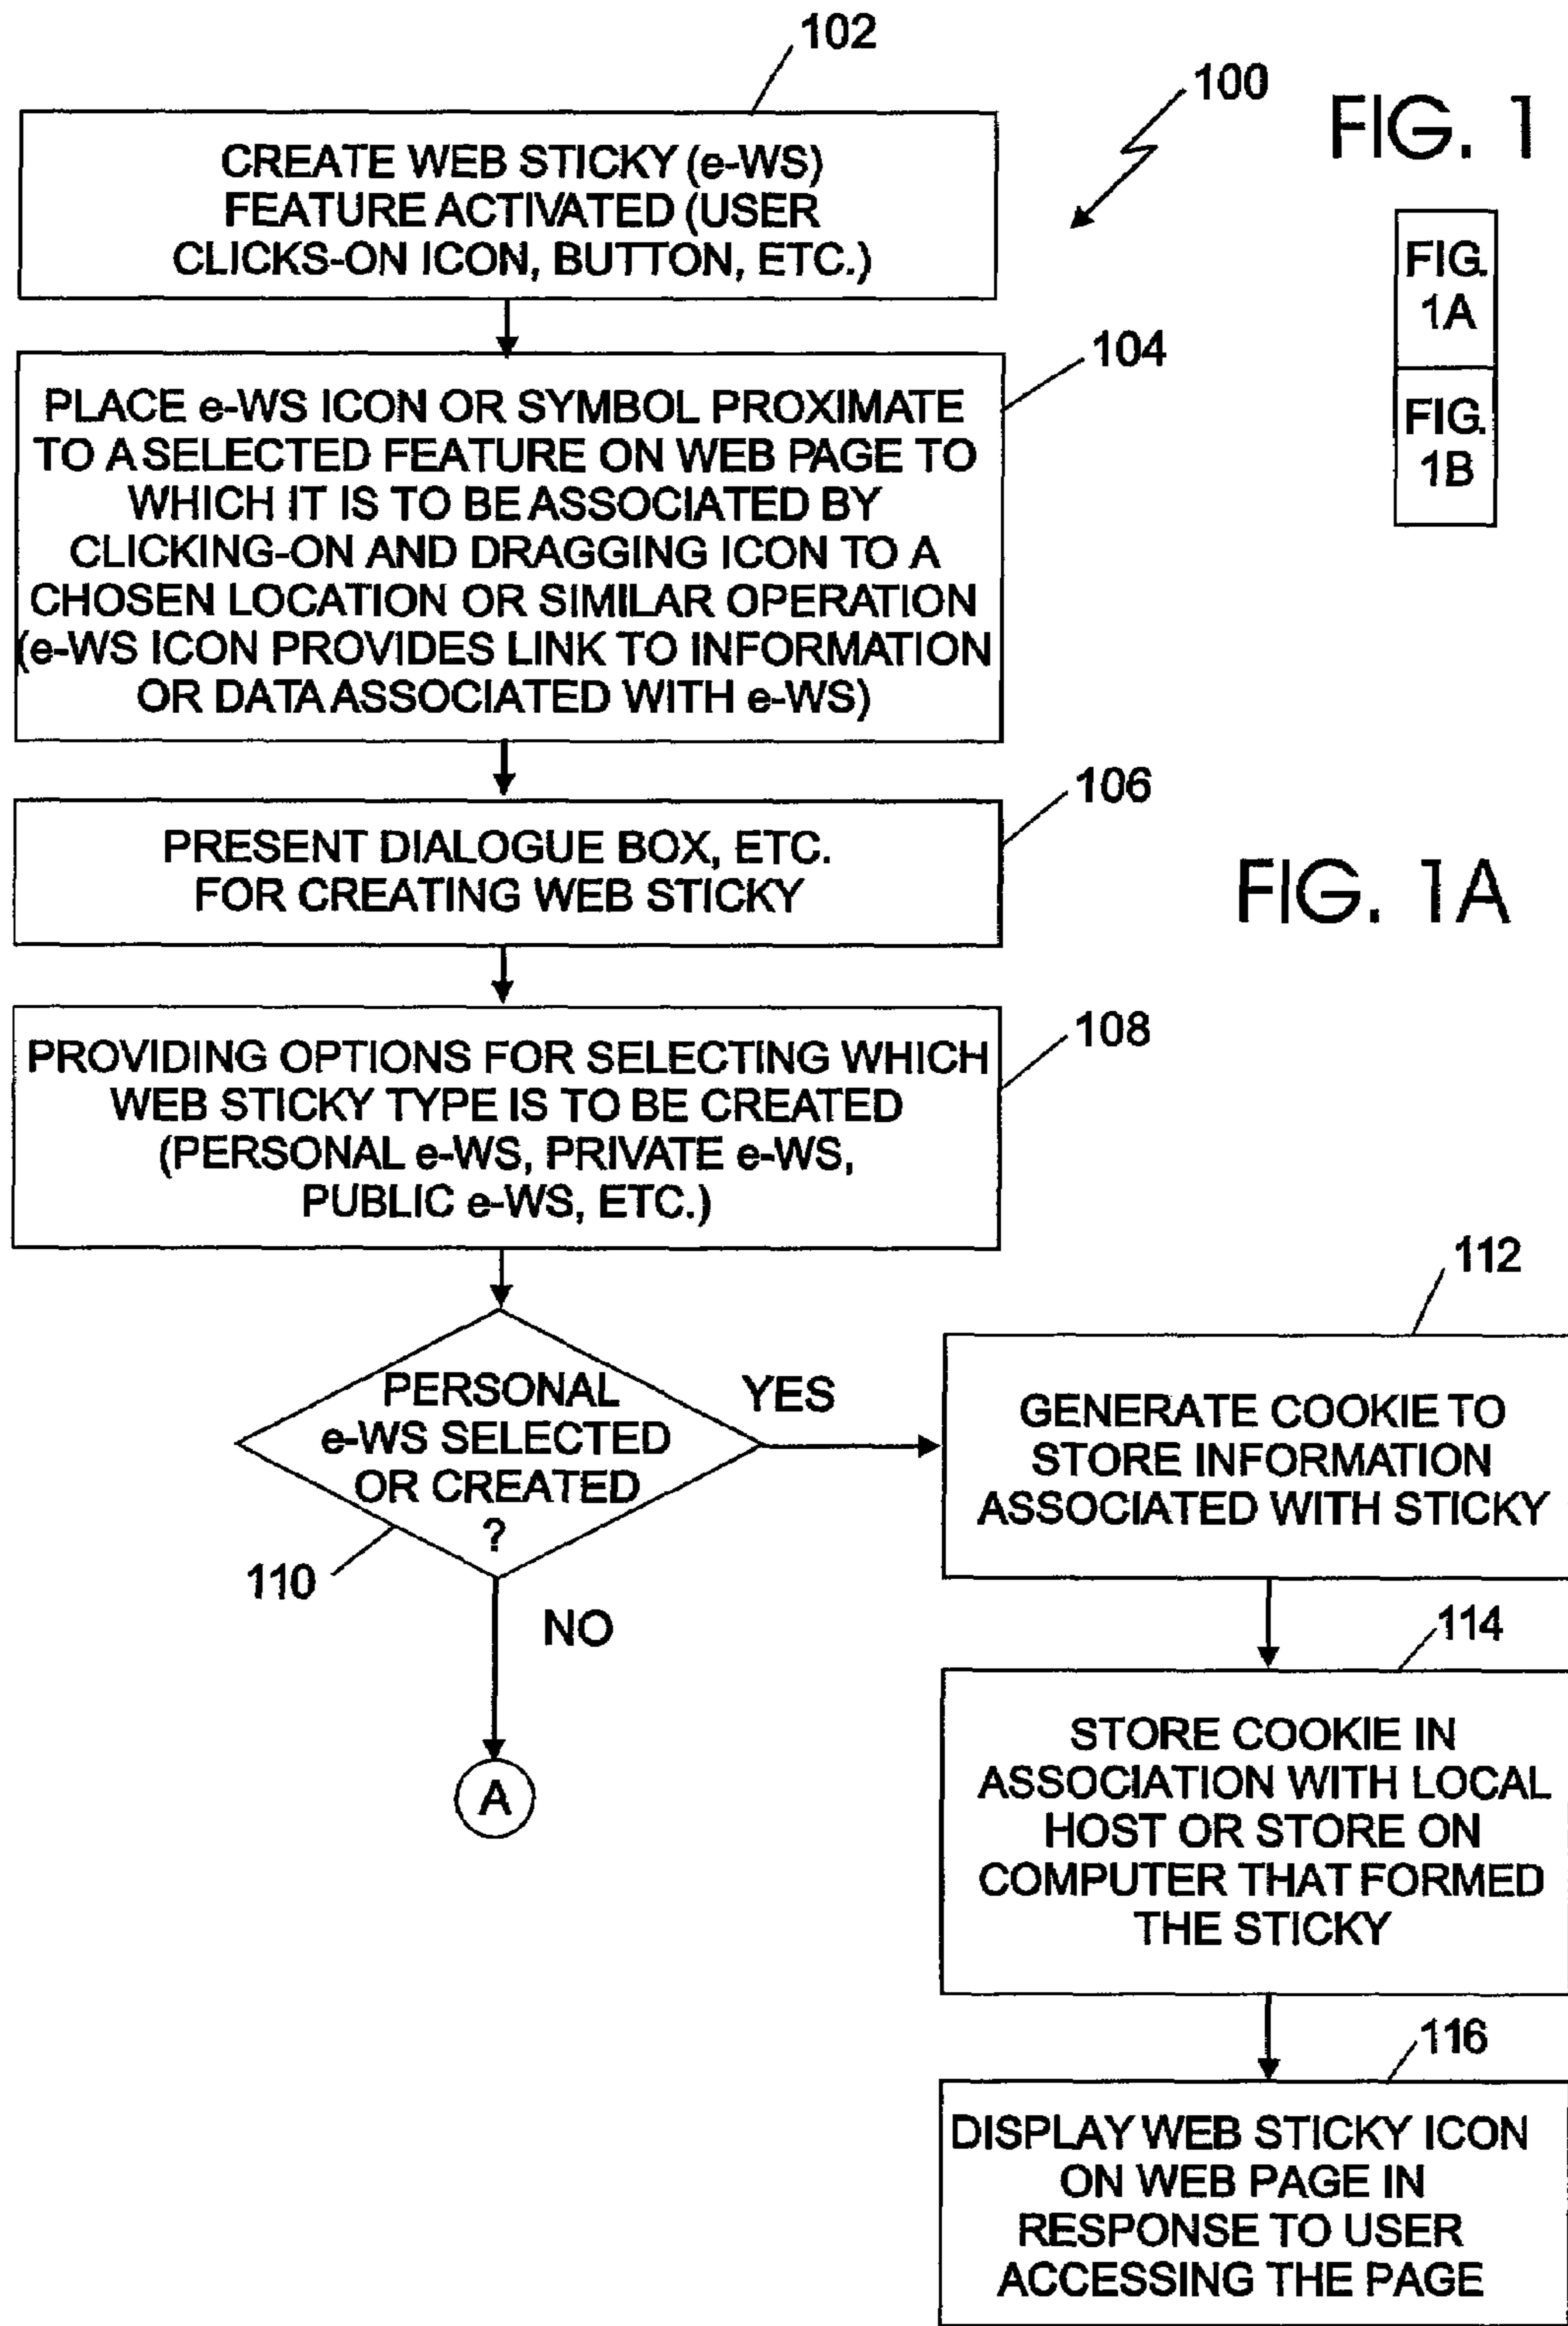 102
100
FIG. 1
CREATE WEB STICKY (e-WS)
FEATURE ACTIVATED (USER
CLICKS-ON ICON, BUTTON, ETC.)
FIG.
1A
FIG.
1B
104
PLACE e-WS ICON OR SYMBOL PROXIMATE
TO A SELECTED FEATURE ON WEB PAGE TO
WHICH IT IS TO BE ASSOCIATED BY
CLICKING-ON AND DRAGGING ICON TO A
CHOSEN LOCATION OR SIMILAR OPERATION
(e-WS ICON PROVIDES LINK TO INFORMATION
OR DATA ASSOCIATED WITH e-WS)
106
PRESENT DIALOGUE BOX, ETC.
FOR CREATING WEB STICKY
FIG. 1A
108
PROVIDING OPTIONS FOR SELECTING WHICH
WEB STICKY TYPE IS TO BE CREATED
(PERSONAL e-WS, PRIVATE e-WS,
PUBLIC e-WS, ETC.)
PERSONAL
e-WS SELECTED
OR CREATED
?
110
YES
NO
A
112
GENERATE COOKIE TO
STORE INFORMATION
ASSOCIATED WITH STICKY
114
STORE COOKIE IN
ASSOCIATION WITH LOCAL
HOST OR STORE ON
COMPUTER THAT FORMED
THE STICKY
116
DISPLAY WEB STICKY ICON
ON WEB PAGE IN
RESPONSE TO USER
ACCESSING THE PAGE